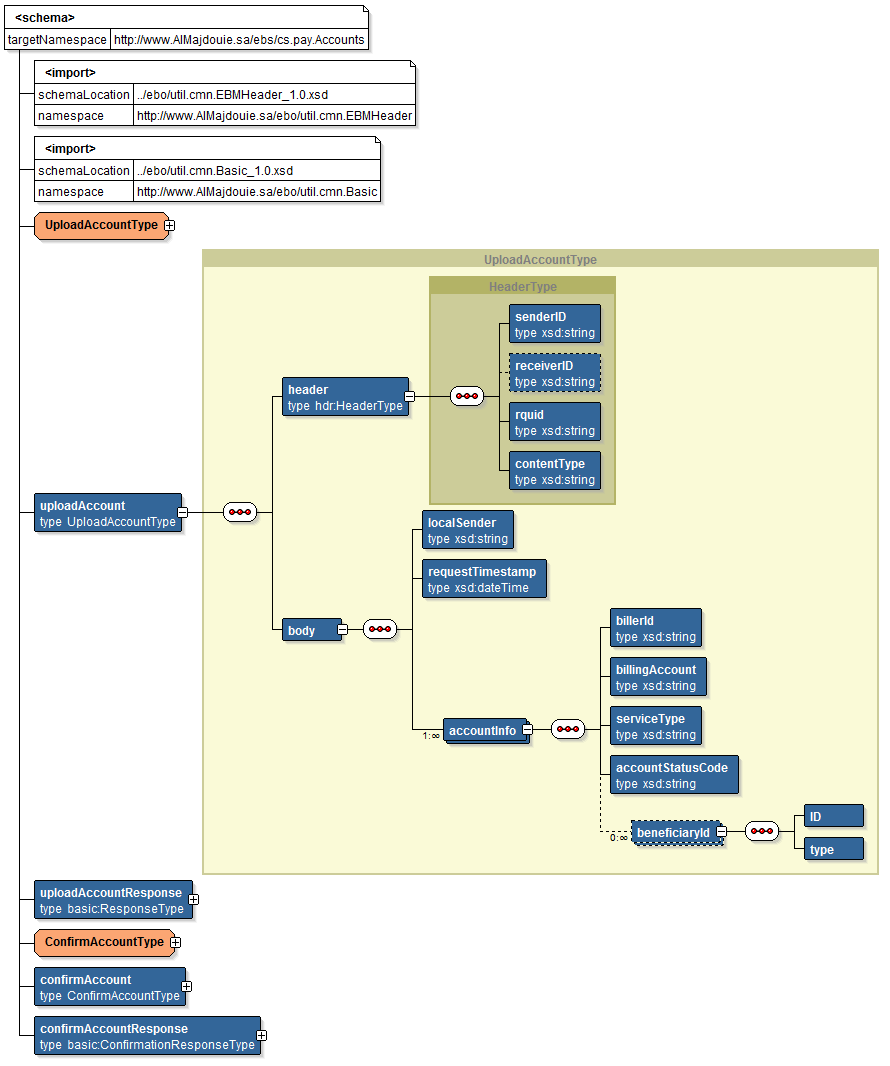 <schema>
targetNamespace http://www.AlMajdouie.sa/ebs/cs.pay.Accounts
<import>
schemaLocation ../ebo/util.cmn.EBMHeader_1.0.xsd
namespace http://www.AlMajdouie.sa/ebo/util.cmn.EBMHeader
<import>
schemaLocation ../ebo/util.cmn.Basic_1.0.xsd
namespace http://www.AlMajdouie.sa/ebo/util.cmn.Basic
UploadAccountType
UploadAccountType
HeaderType
senderID
type xsd:string
receiverID
type xsd:string
header
type hdr:HeaderType
rquid
type xsd:string
contentType
type xsd:string
uploadAccount
type UploadAccountType
localSender
type xsd:string
requestTimestamp
type xsd:dateTime
body
billerId
type xsd:string
billingAccount
type xsd:string
serviceType
type xsd:string
accountInfo
1:∞
accountStatusCode
type xsd:string
beneficiaryId
0:∞
ID
type
uploadAccountResponse
type basic:ResponseType
ConfirmAccountType
confirmAccount
type ConfirmAccountType
confirmAccountResponse
type basic:ConfirmationResponseType